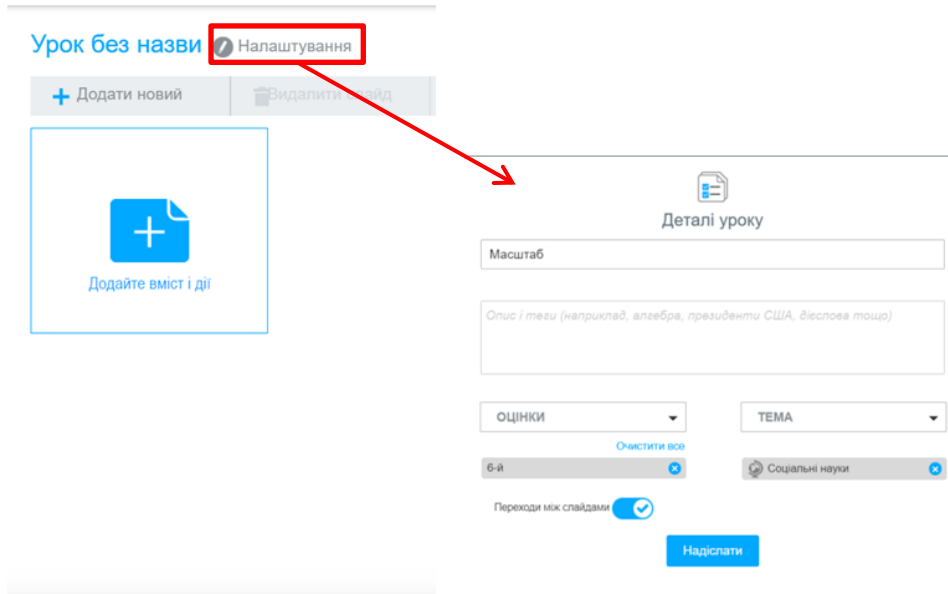 Урок без назви Налаштування
Додати новий Видалити слайд
Додайте вміст і дії
Деталі уроку
Масштаб
Опис і теги (наприклад, алгебра, президенти США, дієслова тощо)
ОЦІНКИ ТЕМА
Очистити все
6-й Соціальні науки
Переходи між слайдами
Надіслати